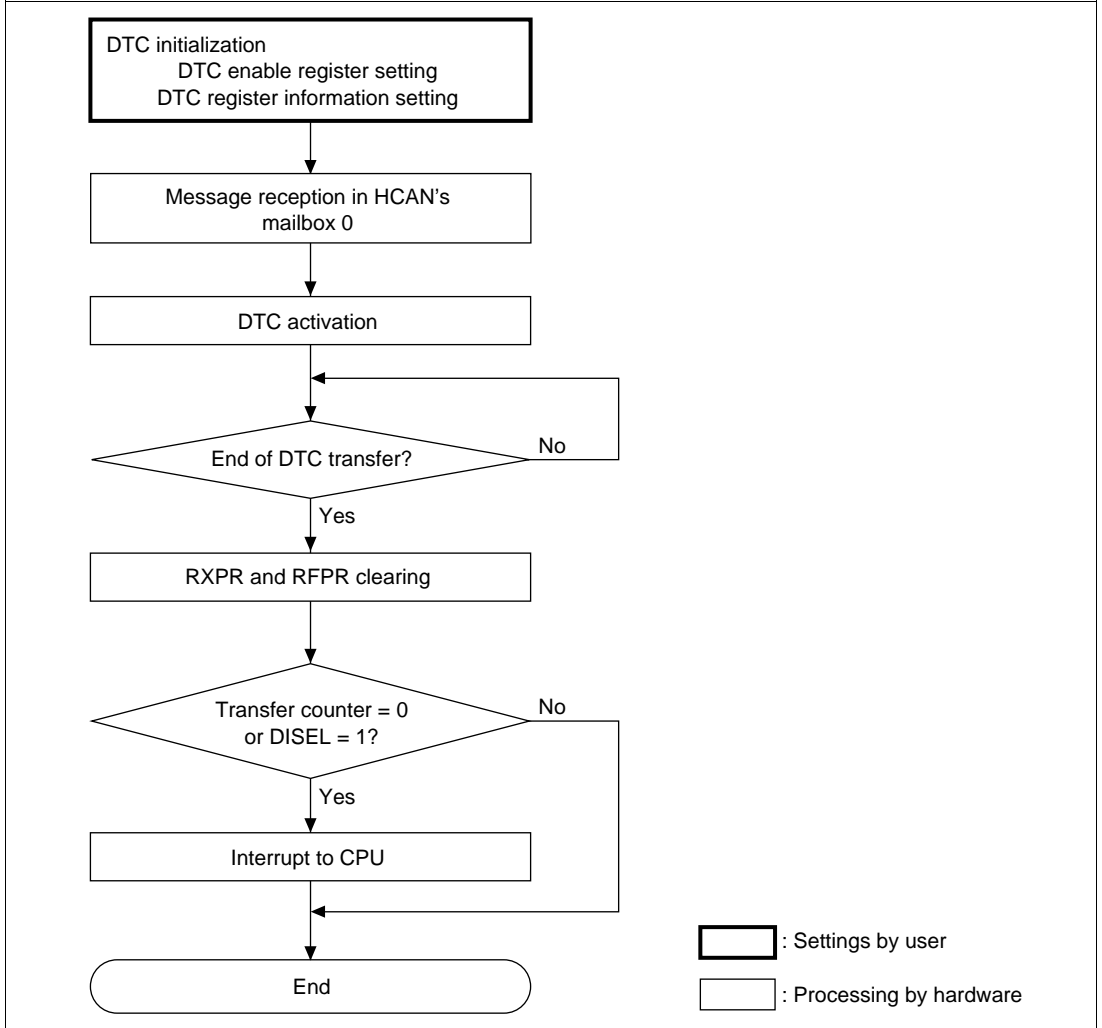 DTC initialization
DTC enable register setting
DTC register information setting
Message reception in HCAN’s
mailbox 0
DTC activation
End of DTC transfer?
No
Yes
RXPR and RFPR clearing
Transfer counter = 0
or DISEL = 1?
No
Yes
Interrupt to CPU
End
: Settings by user
: Processing by hardware